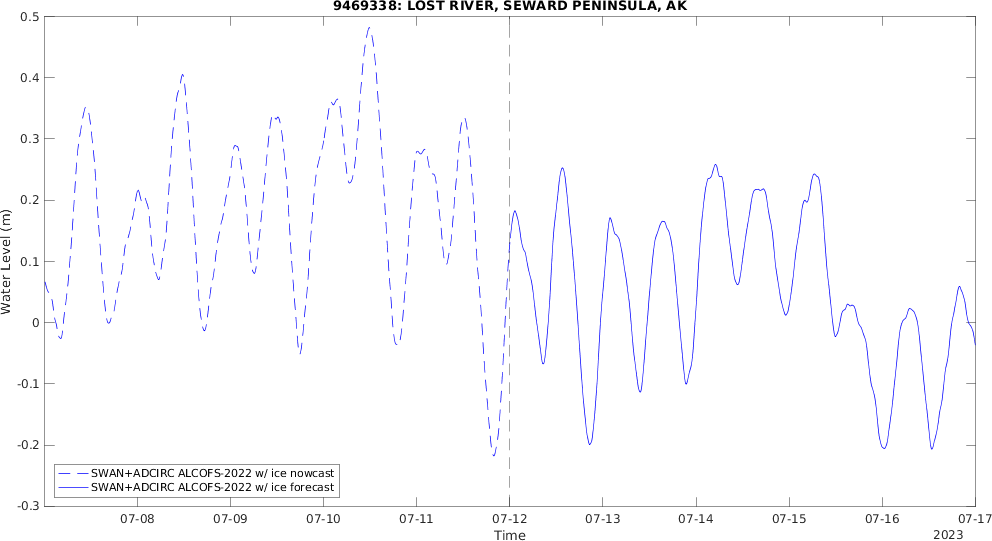 9469338: LOST RIVER, SEWARD PENINSULA, AK
0.5
0.4
0.3
0.2
0.1
0
-0.1
-0.2
-0.3
Water Level (m)
SWAN+ADCIRC ALCOFS-2022 w/ ice nowcast
SWAN+ADCIRC ALCOFS-2022 w/ ice forecast
07-08 07-09 07-10 07-11 07-12 07-13 07-14 07-15 07-16 07-17
Time
2023